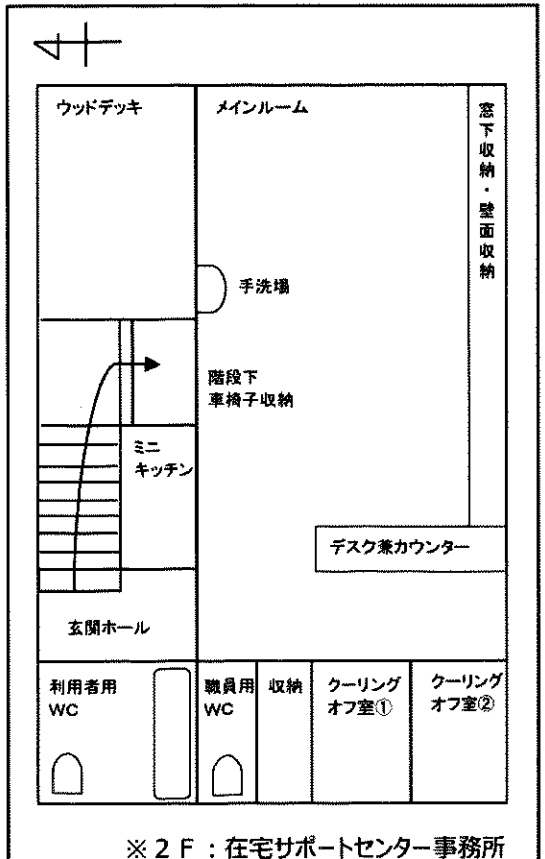 ウッドデッキ
メインルーム
窓下収納・壁面収納
手洗場
階段下
車椅子収納
ミニ
キッチン
デスク兼カウンター
玄関ホール
利用者用
WC
職員用
WC
収納
クーリング
オフ室①
クーリング
オフ室②
※２Ｆ：在宅サポートセンター事務所